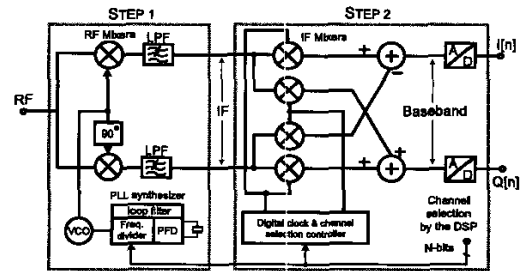 STEP 1
STEP 2
RF Mixers
LPF
IF Mixers
+
+
−
A
D
I[n]
RF
90°
IF
Baseband
LPF
+
+
+
A
D
Q[n]
PLL synthesizer
loop filter
VCO
Freq. divider
PFD
Digital clock & channel
selection controller
Channel
selection
by the DSP
N-bits